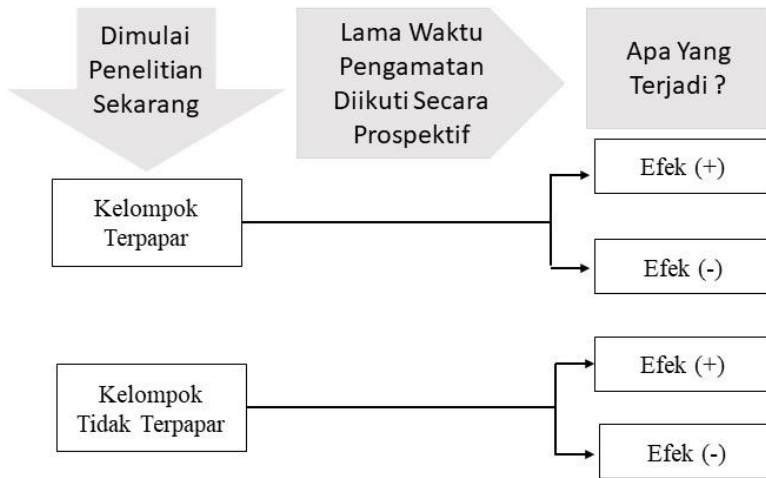 Dimulai
Penelitian
Sekarang
Lama Waktu
Pengamatan
Diikuti Secara
Prospektif
Apa Yang
Terjadi ?
Kelompok
Terpapar
Efek (+)
Efek (-)
Kelompok
Tidak Terpapar
Efek (+)
Efek (-)